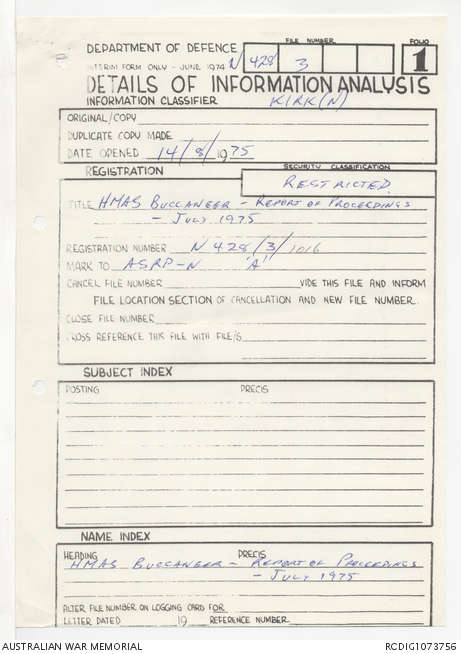 DEPARTMENT OF DEFENCE
INTERIM FORM ONLY - JUNE 1974
FILE NUMBER
N 428 3
FOLIO
1
DETAILS OF INFORMATION ANALYSIS
INFORMATION CLASSIFIER KIRK(N)
ORIGINAL/COPY
DUPLICATE COPY MADE
DATE OPENED 14/8/1975
REGISTRATION
SECURITY CLASSIFICATION
RESTRICTED
TITLE HMAS BUCCANEER - REPORT OF PROCEEDINGS
- JULY 1975
REGISTRATION NUMBER N 428/3/1016
MARK TO ASRP-N 'A'
CANCEL FILE NUMBER VIDE THIS FILE AND INFORM
FILE LOCATION SECTION OF CANCELLATION AND NEW FILE NUMBER.
CLOSE FILE NUMBER
CROSS REFERENCE THIS FILE WITH FILE/S
SUBJECT INDEX
POSTING PRECIS
NAME INDEX
HEADING PRECIS
HMAS BUCCANEER - REPORT OF PROCEEDINGS
- JULY 1975
ALTER FILE NUMBER ON LOGGING CARD FOR
LETTER DATED 19 REFERENCE NUMBER
AUSTRALIAN WAR MEMORIAL
RCDIG1073756